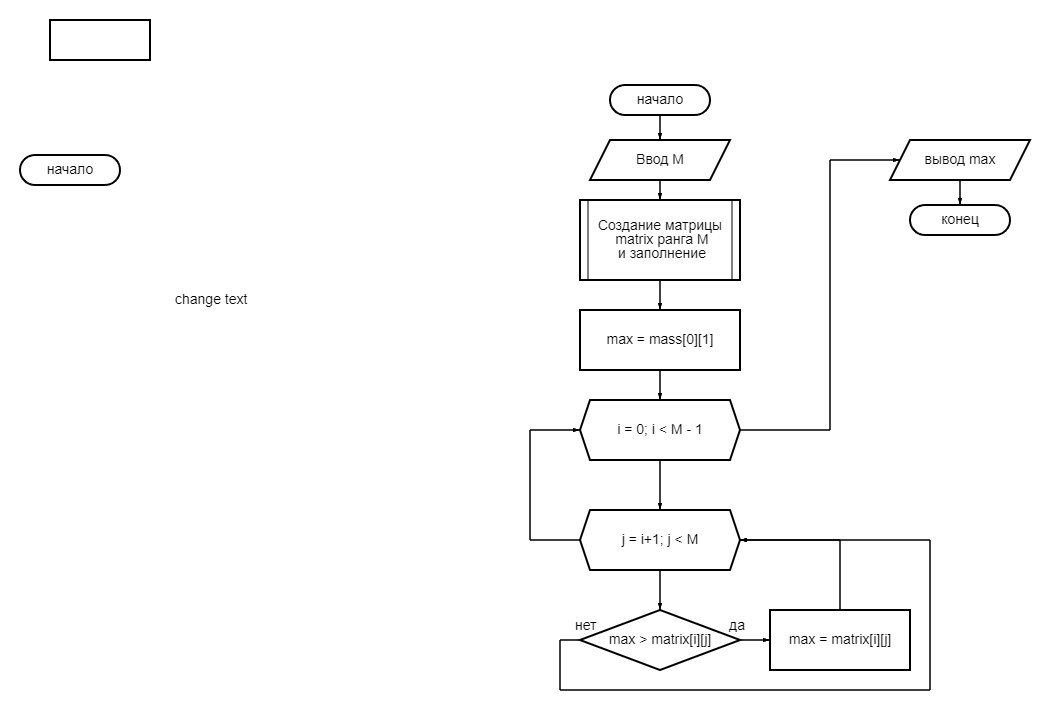 начало
change text
начало
Ввод M
Создание матрицы
matrix ранга M
и заполнение
max = mass[0][1]
i = 0; i < M - 1
j = i+1; j < M
нет
max > matrix[i][j]
да
max = matrix[i][j]
вывод max
конец